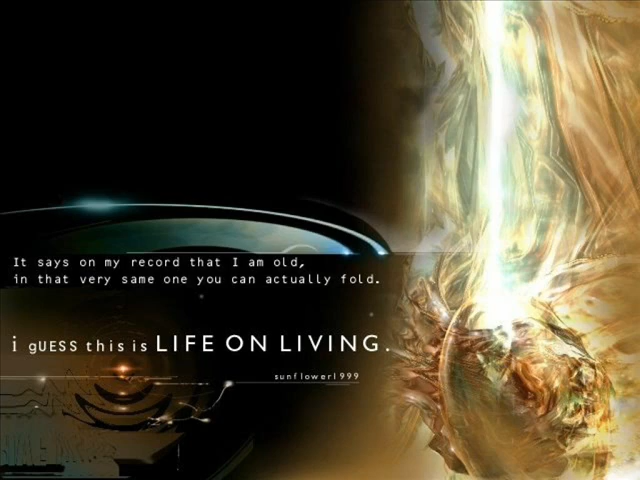 It says on my record that I am old,
in that very same one you can actually fold.
i gUESS this is LIFE ON LIVING.
sunflower1999